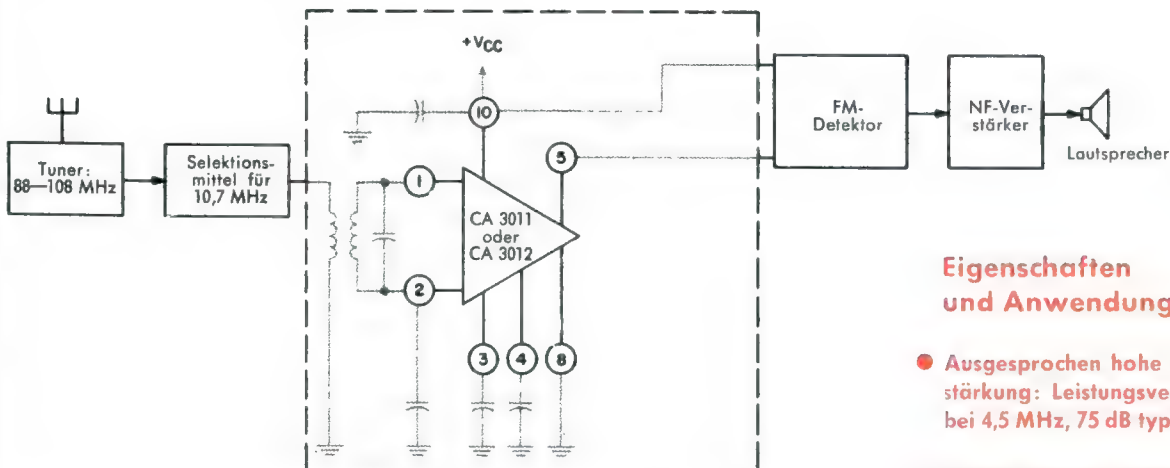 +VCC
10
Tuner:
88—108 MHz
Selektions-
mittel für
10,7 MHz
1
2
CA 3011
oder
CA 3012
5
3
4
8
FM-
Detektor
NF-Ver-
stärker
Lautsprecher
Eigenschaften
und Anwendung
● Ausgesprochen hohe
stärkung: Leistungsve
bei 4,5 MHz, 75 dB typ